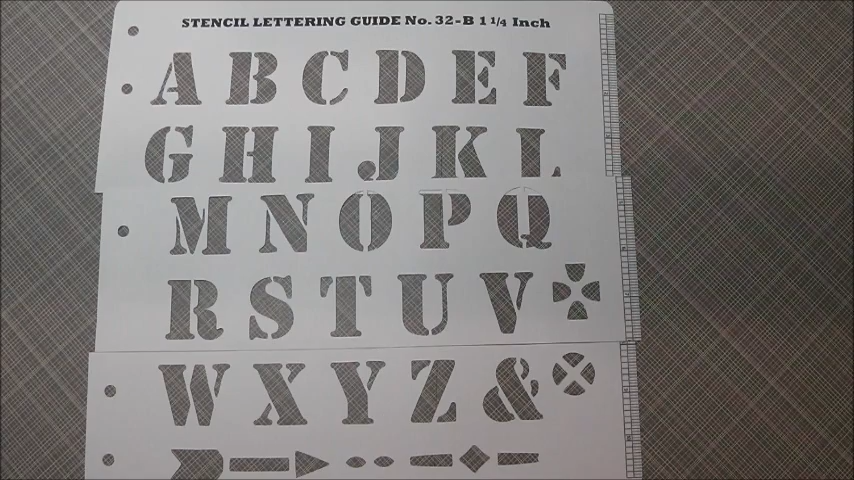 STENCIL LETTERING GUIDE No. 32-B 1 1/4 Inch
A B C D E F
G H I J K L
M N O P Q
R S T U V
W X Y Z &